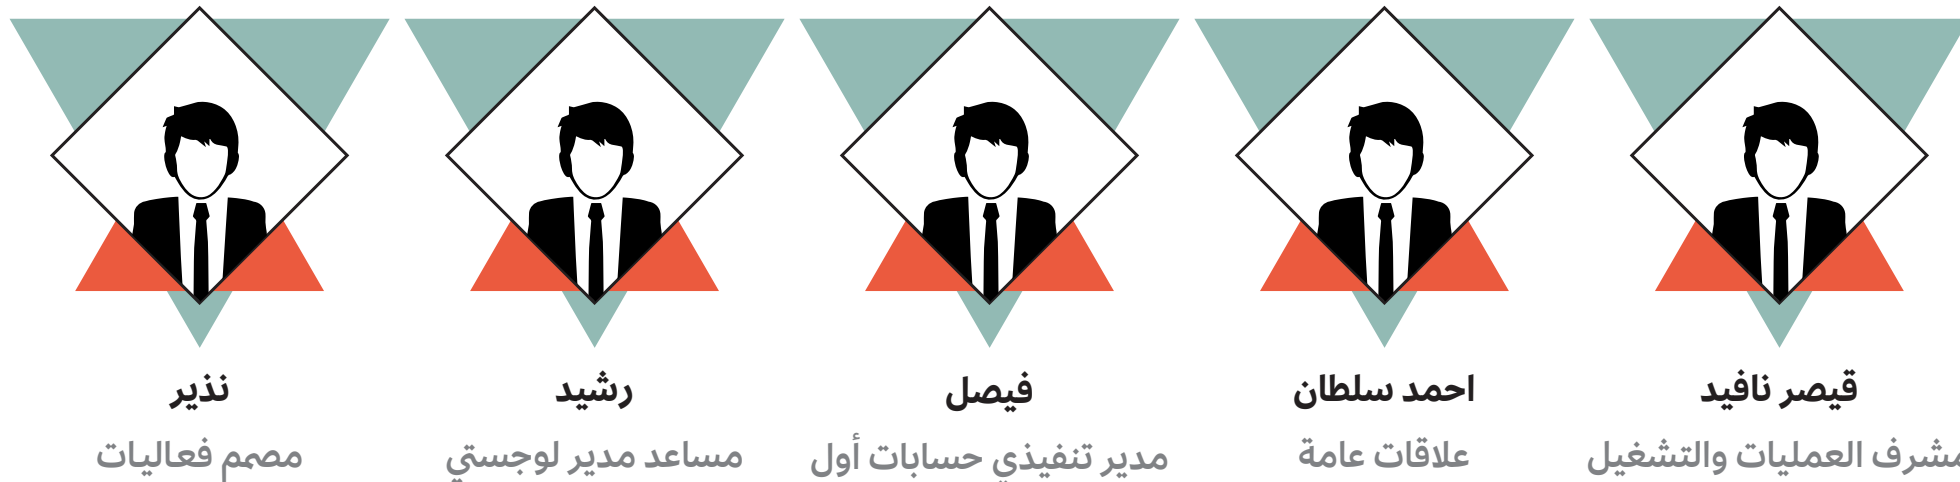 قيصر نافيد
مشرف العمليات والتشغيل
احمد سلطان
علاقات عامة
فيصل
مدير تنفيذي حسابات أول
رشيد
مساعد مدير لوجستي
نذير
مصمم فعاليات